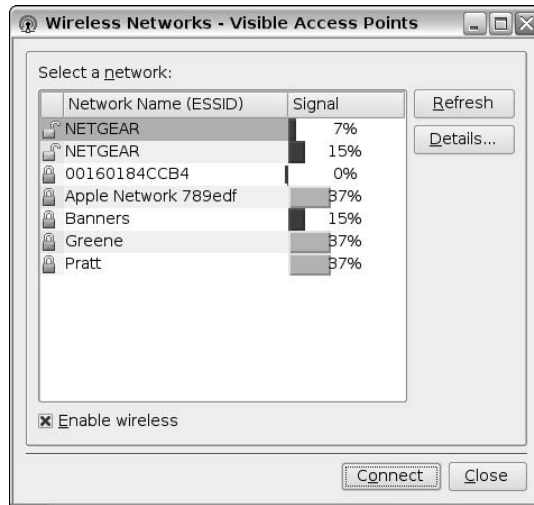 Wireless Networks - Visible Access Points
Select a network:
Network Name (ESSID) Signal
Refresh
NETGEAR 7%
Details...
NETGEAR 15%
00160184CCB4 0%
Apple Network 789edf 37%
Banners 15%
Greene 37%
Pratt 37%
Enable wireless
Connect Close